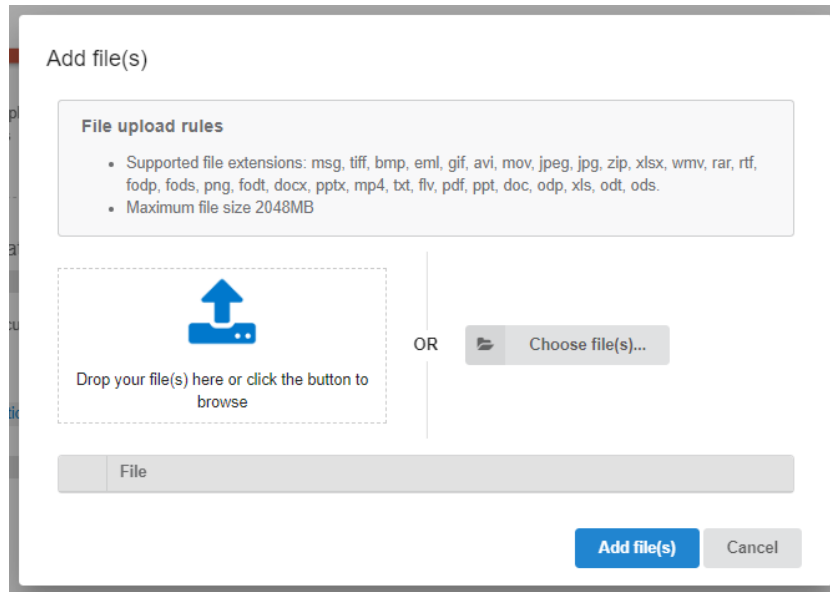 Add file(s)
File upload rules
• Supported file extensions: msg, tiff, bmp, eml, gif, avi, mov, jpeg, jpg, zip, xlsx, wmv, rar, rtf,
fodp, fods, png, fodt, docx, pptx, mp4, txt, flv, pdf, ppt, doc, odp, xls, odt, ods.
• Maximum file size 2048MB
Drop your file(s) here or click the button to
browse
OR
Choose file(s)...
File
Add file(s)
Cancel